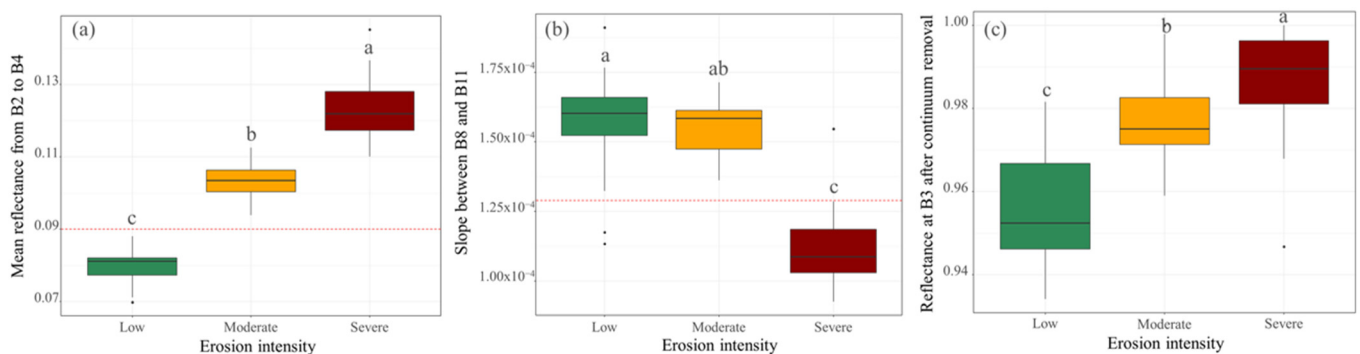 (a)
Mean reflectance from B2 to B4
0.13
0.11
0.09
0.07
c
b
a
Low
Moderate
Severe
Erosion intensity
(b)
Slope between B8 and B11
1.75x10⁻⁴
1.50x10⁻⁴
1.25x10⁻⁴
1.00x10⁻⁴
a
ab
c
Low
Moderate
Severe
Erosion intensity
(c)
Reflectance at B3 after continuum removal
1.00
0.98
0.96
0.94
c
b
a
Low
Moderate
Severe
Erosion intensity